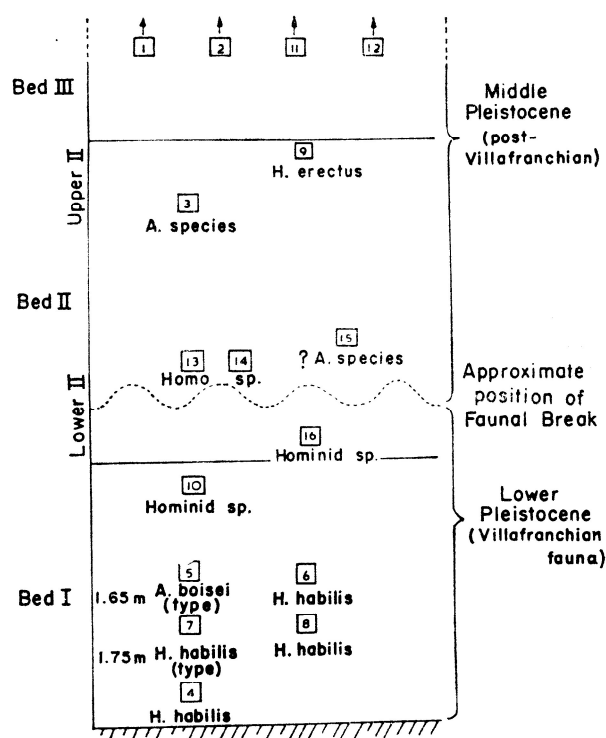 1 2 11 12
Bed III
Middle
Pleistocene
(post-
Villafranchian)
9
H. erectus
Upper II
3
A. species
Bed II
15
13 14 ? A. species
Homo sp.
Approximate
position of
Faunal Break
Lower II
16
Hominid sp.
10
Hominid sp.
Lower
Pleistocene
(Villafranchian
fauna)
5 6
1.65 m A. boisei H. habilis
(type)
Bed I
7 8
1.75 m H. habilis H. habilis
(type)
4
H. habilis